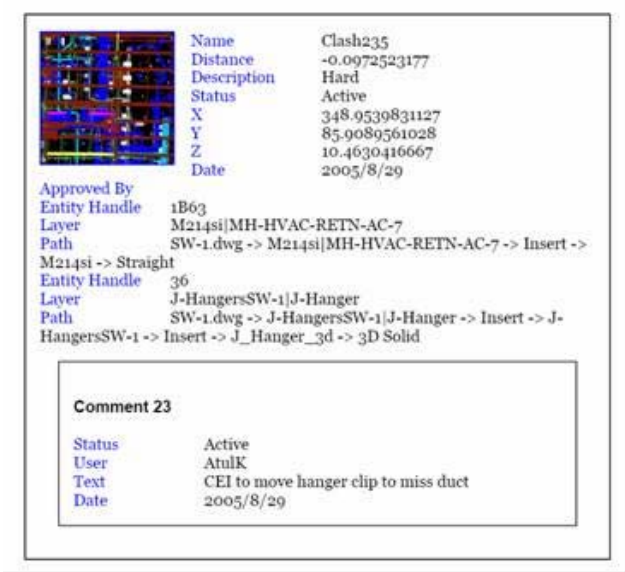 Name Clash235
Distance -0.0972523177
Description Hard
Status Active
X 348.9539831127
Y 85.9089561028
Z 10.4630416667
Date 2005/8/29
Approved By
Entity Handle 1B63
Layer M214si|MH-HVAC-RETN-AC-7
Path SW-1.dwg -> M214si|MH-HVAC-RETN-AC-7 -> Insert ->
M214si -> Straight
Entity Handle 36
Layer J-HangersSW-1|J-Hanger
Path SW-1.dwg -> J-HangersSW-1|J-Hanger -> Insert -> J-
HangersSW-1 -> Insert -> J_Hanger_3d -> 3D Solid
Comment 23
Status Active
User AtulK
Text CEI to move hanger clip to miss duct
Date 2005/8/29